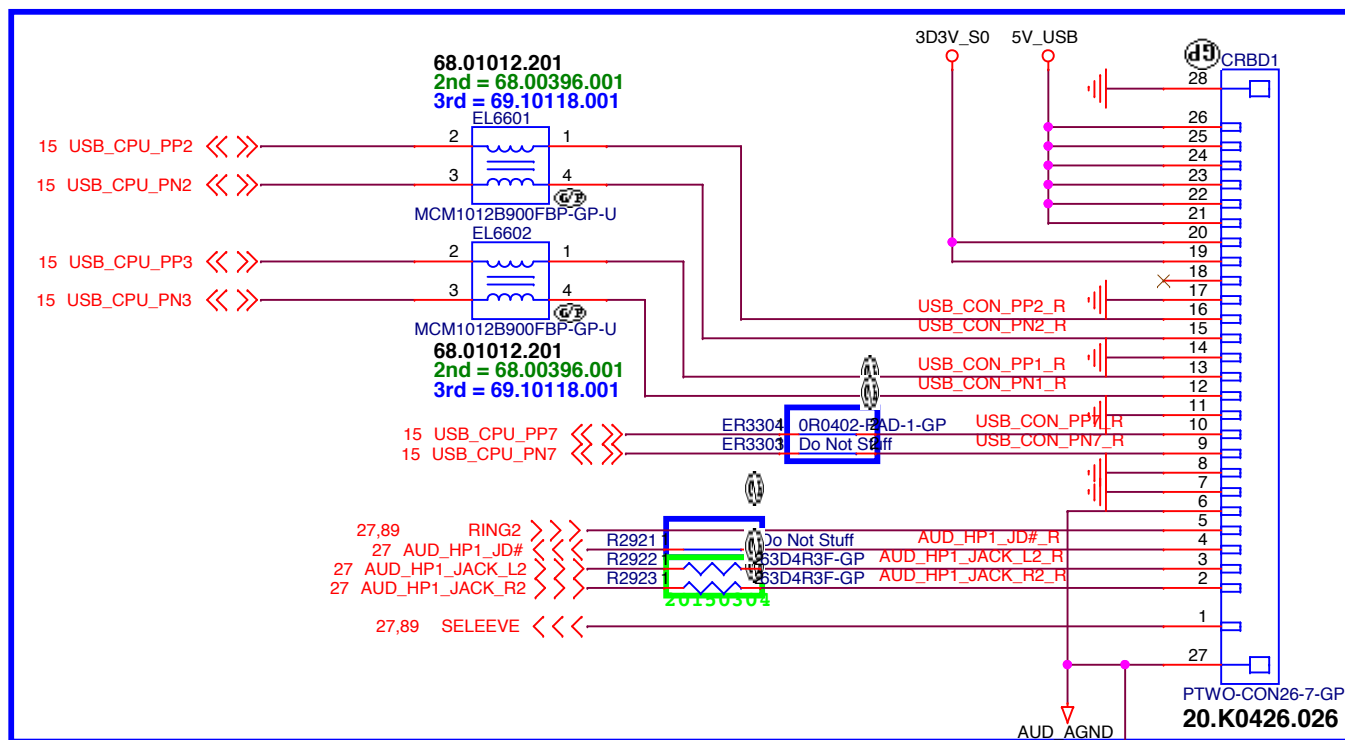 3D3V_S0 5V_USB
CRBD1
68.01012.201
2nd = 68.00396.001
3rd = 69.10118.001
EL6601
28
26
25
24
23
22
21
20
19
18
17
16
15
14
13
12
11
10
9
8
7
6
5
4
3
2
1
27
15 USB_CPU_PP2 2 1
15 USB_CPU_PN2 3 4
MCM1012B900FBP-GP-U
EL6602
15 USB_CPU_PP3 2 1
15 USB_CPU_PN3 3 4
MCM1012B900FBP-GP-U
68.01012.201
2nd = 68.00396.001
3rd = 69.10118.001
USB_CON_PP2_R
USB_CON_PN2_R
USB_CON_PP1_R
USB_CON_PN1_R
15 USB_CPU_PP7 ER3304 0R0402-PAD-1-GP USB_CON_PP7_R
15 USB_CPU_PN7 ER3303 Do Not Stuff USB_CON_PN7_R
27,89 RING2
27 AUD_HP1_JD# R2921 1 Do Not Stuff AUD_HP1_JD#_R
27 AUD_HP1_JACK_L2 R2922 1 63D4R3F-GP AUD_HP1_JACK_L2_R
27 AUD_HP1_JACK_R2 R2923 1 63D4R3F-GP AUD_HP1_JACK_R2_R
20150304
27,89 SELEEVE
AUD_AGND
PTWO-CON26-7-GP
20.K0426.026